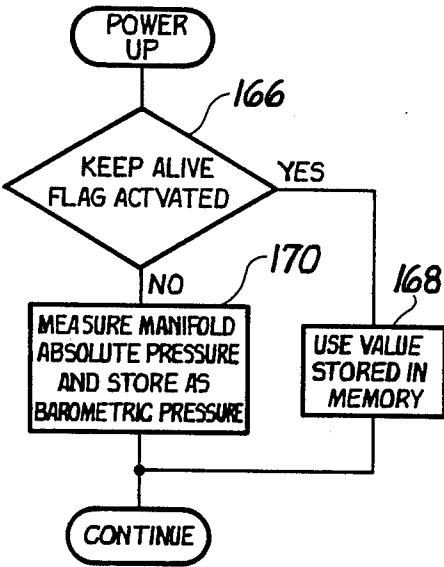 POWER
UP
166
KEEP ALIVE
FLAG ACTVATED
YES
NO
170
168
MEASURE MANIFOLD
ABSOLUTE PRESSURE
AND STORE AS
BAROMETRIC PRESSURE
USE VALUE
STORED IN
MEMORY
CONTINUE